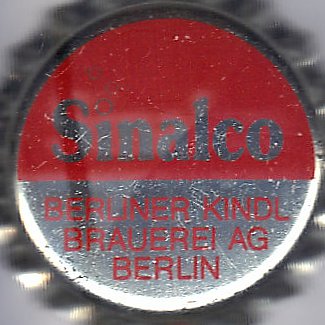 Sinalco
BERLINER KINDL
BRAUEREI AG
BERLIN